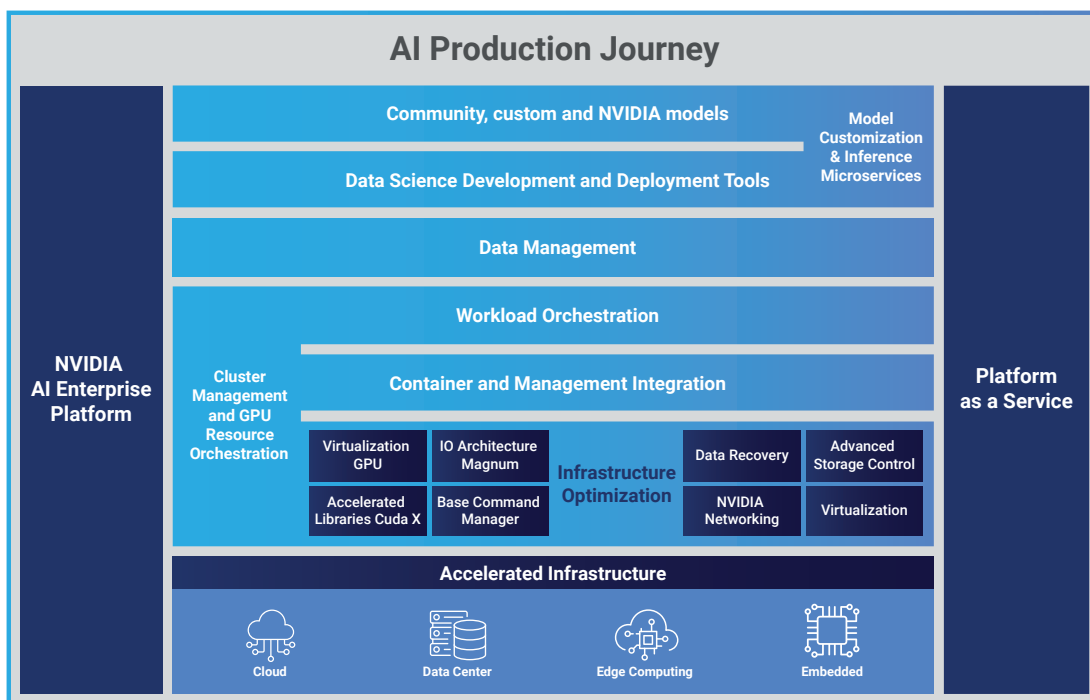 AI Production Journey
NVIDIA
AI Enterprise
Platform
Community, custom and NVIDIA models
Model
Customization
& Inference
Microservices
Data Science Development and Deployment Tools
Data Management
Workload Orchestration
Cluster
Management
and GPU
Resource
Orchestration
Container and Management Integration
Virtualization
GPU
IO Architecture
Magnum
Accelerated
Libraries Cuda X
Base Command
Manager
Infrastructure
Optimization
Data Recovery
Advanced
Storage Control
NVIDIA
Networking
Virtualization
Accelerated Infrastructure
Cloud
Data Center
Edge Computing
Embedded
Platform
as a Service